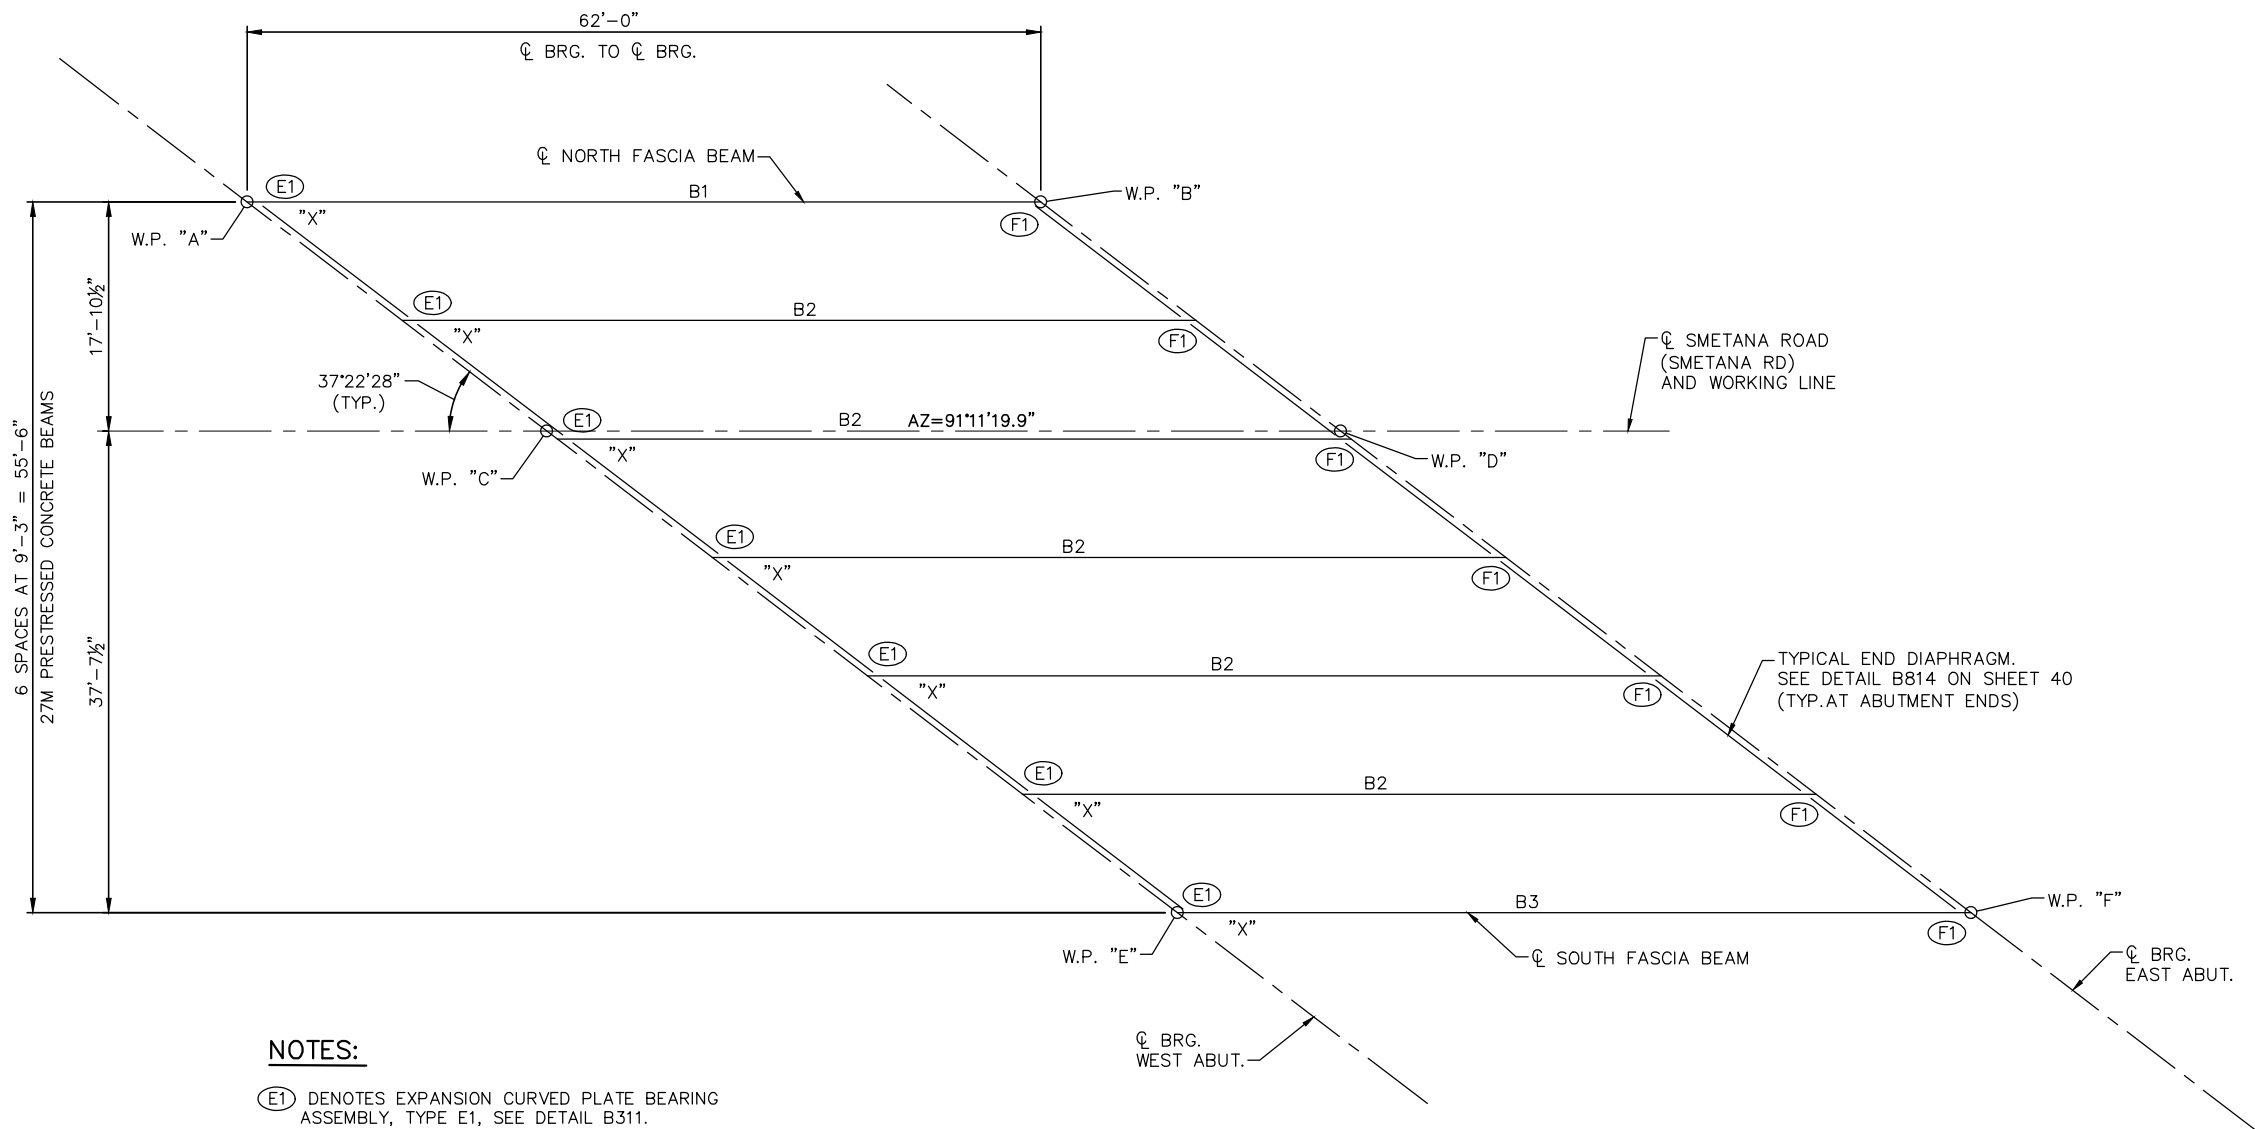 62'-0"
℄ BRG. TO ℄ BRG.
℄ NORTH FASCIA BEAM
E1
B1
W.P. "B"
"X"
F1
W.P. "A"
17'-10½"
E1
B2
"X"
F1
℄ SMETANA ROAD
(SMETANA RD)
AND WORKING LINE
37°22'28"
(TYP.)
E1
B2
AZ=91°11'19.9"
"X"
F1
W.P. "D"
W.P. "C"
6 SPACES AT 9'-3" = 55'-6"
27M PRESTRESSED CONCRETE BEAMS
37'-7½"
E1
B2
"X"
F1
E1
B2
"X"
F1
TYPICAL END DIAPHRAGM.
SEE DETAIL B814 ON SHEET 40
(TYP.AT ABUTMENT ENDS)
E1
B2
"X"
F1
E1
B3
W.P. "F"
"X"
F1
W.P. "E"
℄ SOUTH FASCIA BEAM
℄ BRG.
EAST ABUT.
℄ BRG.
WEST ABUT.
NOTES:
E1 DENOTES EXPANSION CURVED PLATE BEARING
ASSEMBLY, TYPE E1, SEE DETAIL B311.